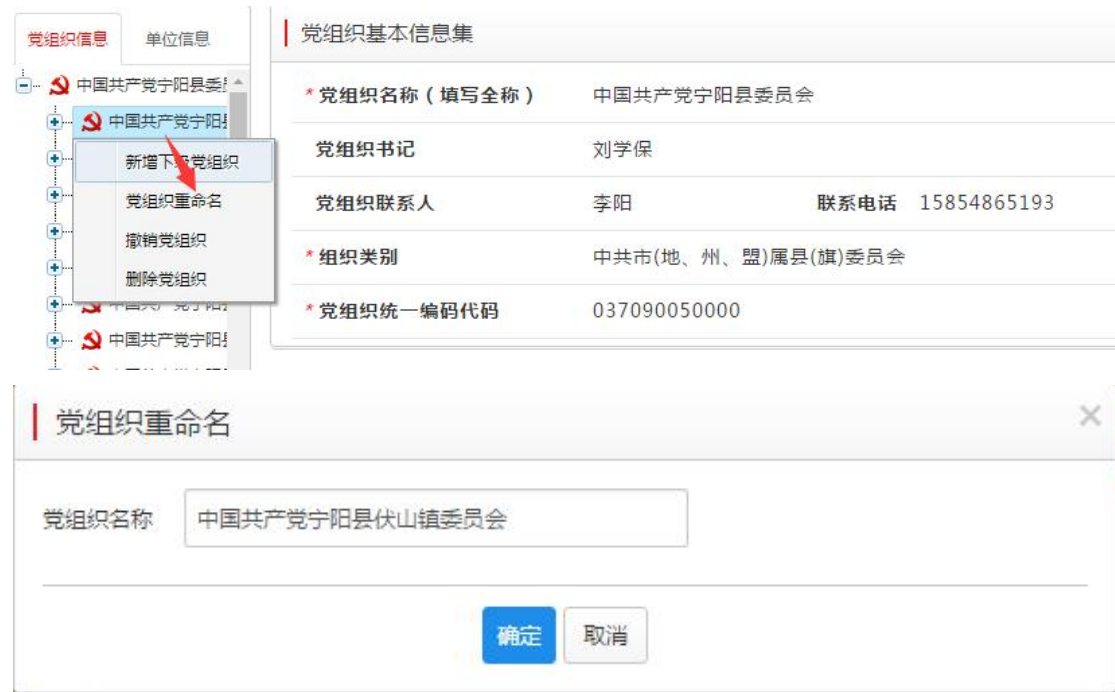 党组织信息 单位信息
中国共产党宁阳县委
中国共产党宁阳县
新增下级党组织
党组织重命名
撤销党组织
删除党组织
中国共产党宁阳县
党组织基本信息集
*党组织名称（填写全称） 中国共产党宁阳县委员会
党组织书记 刘学保
党组织联系人 李阳 联系电话 15854865193
*组织类别 中共市(地、州、盟)属县(旗)委员会
*党组织统一编码代码 037090050000
党组织重命名
党组织名称 中国共产党宁阳县伏山镇委员会
确定 取消